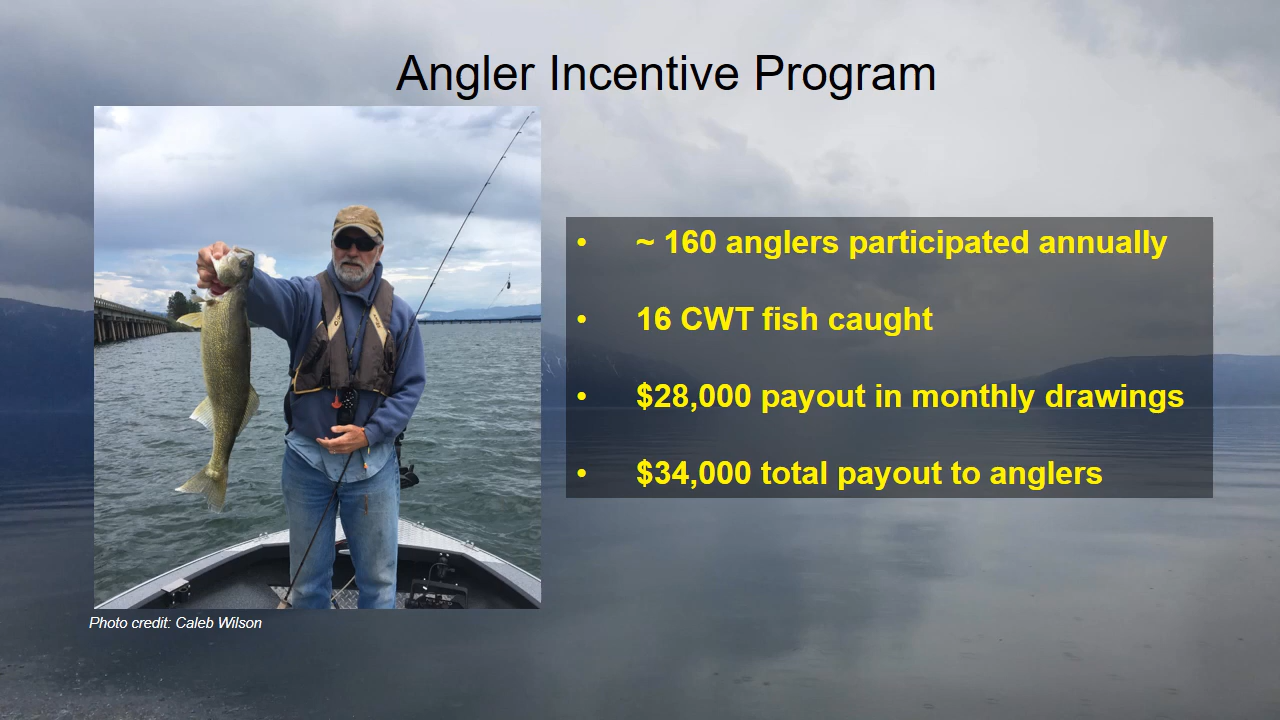 Angler Incentive Program
• ~ 160 anglers participated annually
• 16 CWT fish caught
• $28,000 payout in monthly drawings
• $34,000 total payout to anglers
Photo credit: Caleb Wilson